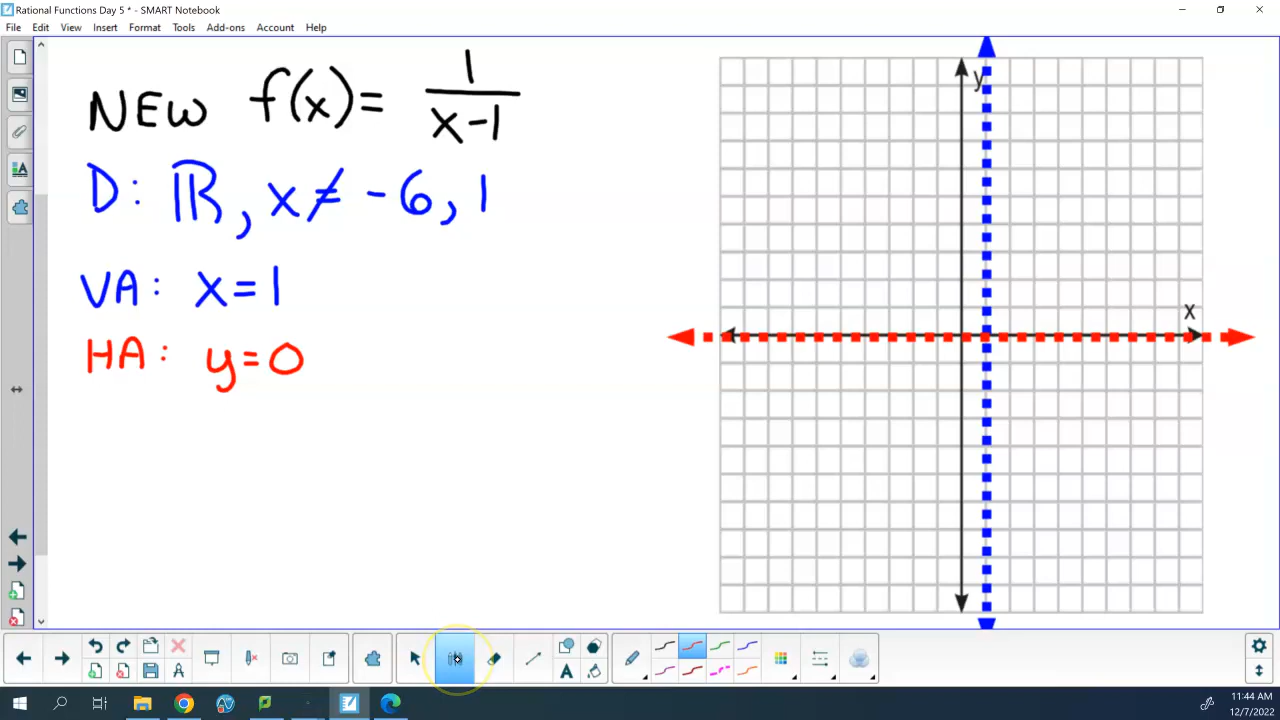 Rational Functions Day 5 * - SMART Notebook
File Edit View Insert Format Tools Add-ons Account Help
NEW f(x)= 1/(x-1)
D: ℝ, x≠ -6, 1
VA: x=1
HA: y=0
y
x
11:44 AM
12/7/2022